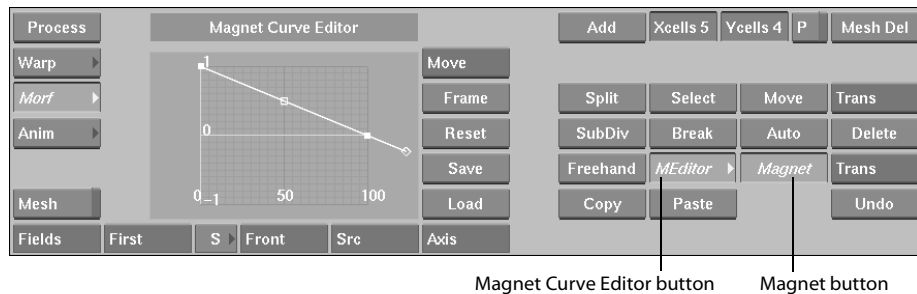 Process Magnet Curve Editor Add Xcells 5 Ycells 4 P Mesh Del
Warp 1 Move
Morf Frame Split Select Move Trans
Anim 0 Reset SubDiv Break Auto Delete
Save Freehand MEditor Magnet Trans
Mesh 0 -1 50 100 Load Copy Paste Undo
Fields First S Front Src Axis
Magnet Curve Editor button Magnet button